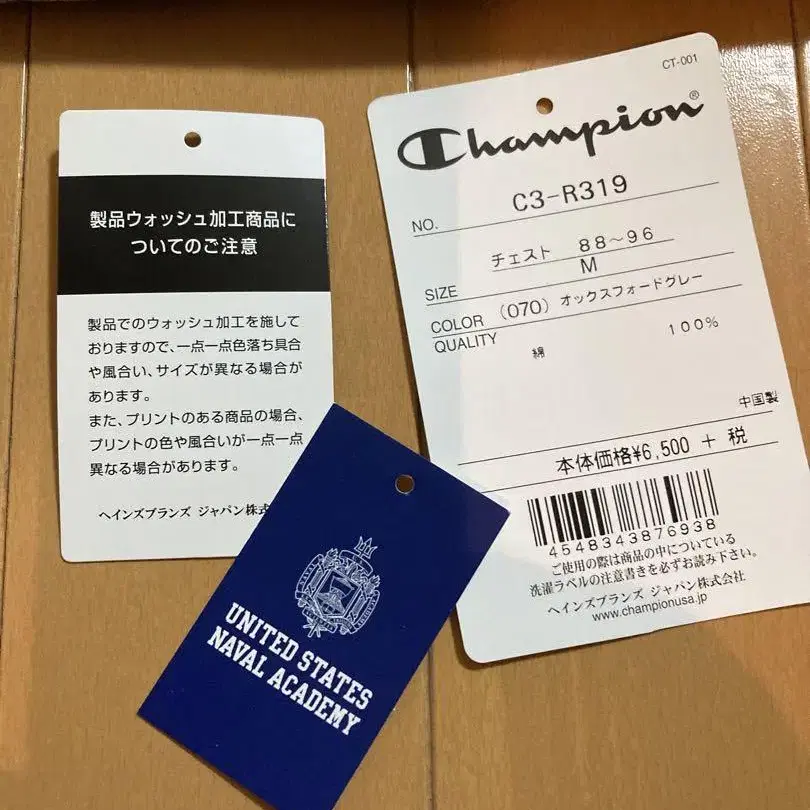 製品ウォッシュ加工商品に
ついてのご注意
製品でのウォッシュ加工を施して
おりますので、一点一点色落ち具合
や風合い、サイズが異なる場合が
あります。
また、プリントのある商品の場合、
プリントの色や風合いが一点一点
異なる場合があります。
ヘインズブランズ ジャパン株式
UNITED STATES
NAVAL ACADEMY
CT-001
Champion®
NO. C3-R319
チェスト 88～96
SIZE M
COLOR (070) オックスフォードグレー
QUALITY
綿 100%
中国製
本体価格¥6,500 + 税
4548343876938
ご使用の際は商品の中についている
洗濯ラベルの注意書きを必ずお読み下さい。
ヘインズブランズ ジャパン株式会社
www.championusa.jp